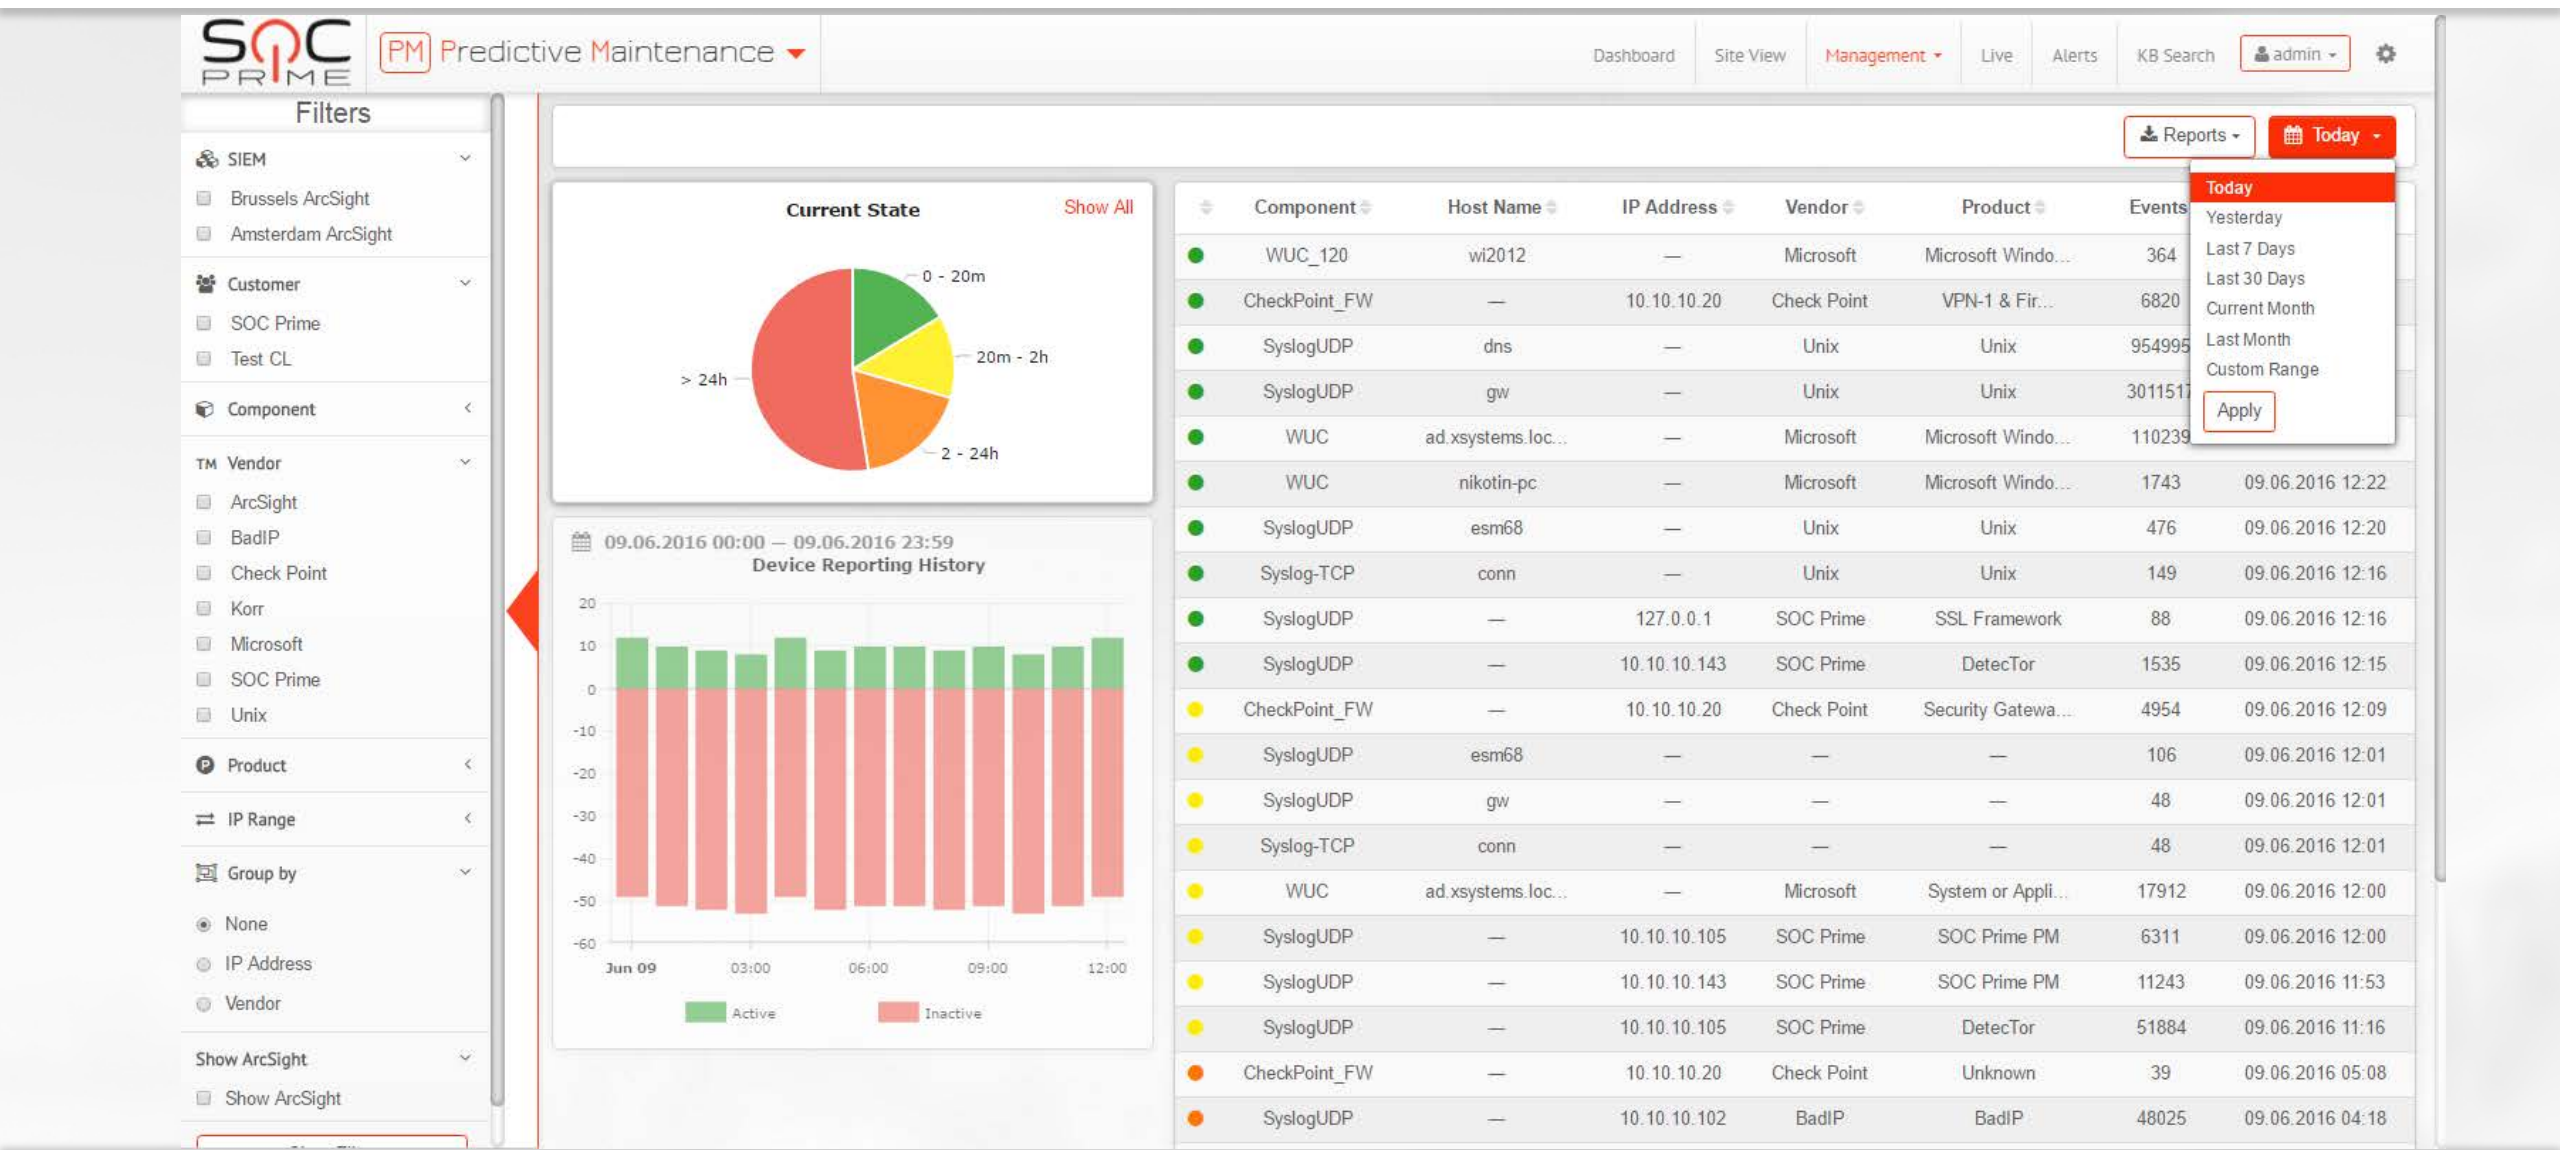 SOC PRIME
PM Predictive Maintenance
Dashboard Site View Management Live Alerts KB Search admin
Filters
SIEM
Brussels ArcSight
Amsterdam ArcSight
Customer
SOC Prime
Test CL
Component
TM Vendor
ArcSight
BadIP
Check Point
Korr
Microsoft
SOC Prime
Unix
P Product
IP Range
Group by
None
IP Address
Vendor
Show ArcSight
Show ArcSight
Reports Today
Today
Yesterday
Last 7 Days
Last 30 Days
Current Month
Last Month
Custom Range
Apply
Current State Show All
0 - 20m
20m - 2h
> 24h
2 - 24h
09.06.2016 00:00 — 09.06.2016 23:59
Device Reporting History
20
10
0
-10
-20
-30
-40
-50
-60
Jun 09 03:00 06:00 09:00 12:00
Active Inactive
Component Host Name IP Address Vendor Product Events
WUC_120 wi2012 — Microsoft Microsoft Windo... 364
CheckPoint_FW — 10.10.10.20 Check Point VPN-1 & Fir... 6820
SyslogUDP dns — Unix Unix 954995
SyslogUDP gw — Unix Unix 3011517
WUC ad.xsystems.loc... — Microsoft Microsoft Windo... 110239
WUC nikotin-pc — Microsoft Microsoft Windo... 1743 09.06.2016 12:22
SyslogUDP esm68 — Unix Unix 476 09.06.2016 12:20
Syslog-TCP conn — Unix Unix 149 09.06.2016 12:16
SyslogUDP — 127.0.0.1 SOC Prime SSL Framework 88 09.06.2016 12:16
SyslogUDP — 10.10.10.143 SOC Prime DetecTor 1535 09.06.2016 12:15
CheckPoint_FW — 10.10.10.20 Check Point Security Gatewa... 4954 09.06.2016 12:09
SyslogUDP esm68 — — — 106 09.06.2016 12:01
SyslogUDP gw — — — 48 09.06.2016 12:01
Syslog-TCP conn — — — 48 09.06.2016 12:01
WUC ad.xsystems.loc... — Microsoft System or Appli... 17912 09.06.2016 12:00
SyslogUDP — 10.10.10.105 SOC Prime SOC Prime PM 6311 09.06.2016 12:00
SyslogUDP — 10.10.10.143 SOC Prime SOC Prime PM 11243 09.06.2016 11:53
SyslogUDP — 10.10.10.105 SOC Prime DetecTor 51884 09.06.2016 11:16
CheckPoint_FW — 10.10.10.20 Check Point Unknown 39 09.06.2016 05:08
SyslogUDP — 10.10.10.102 BadIP BadIP 48025 09.06.2016 04:18